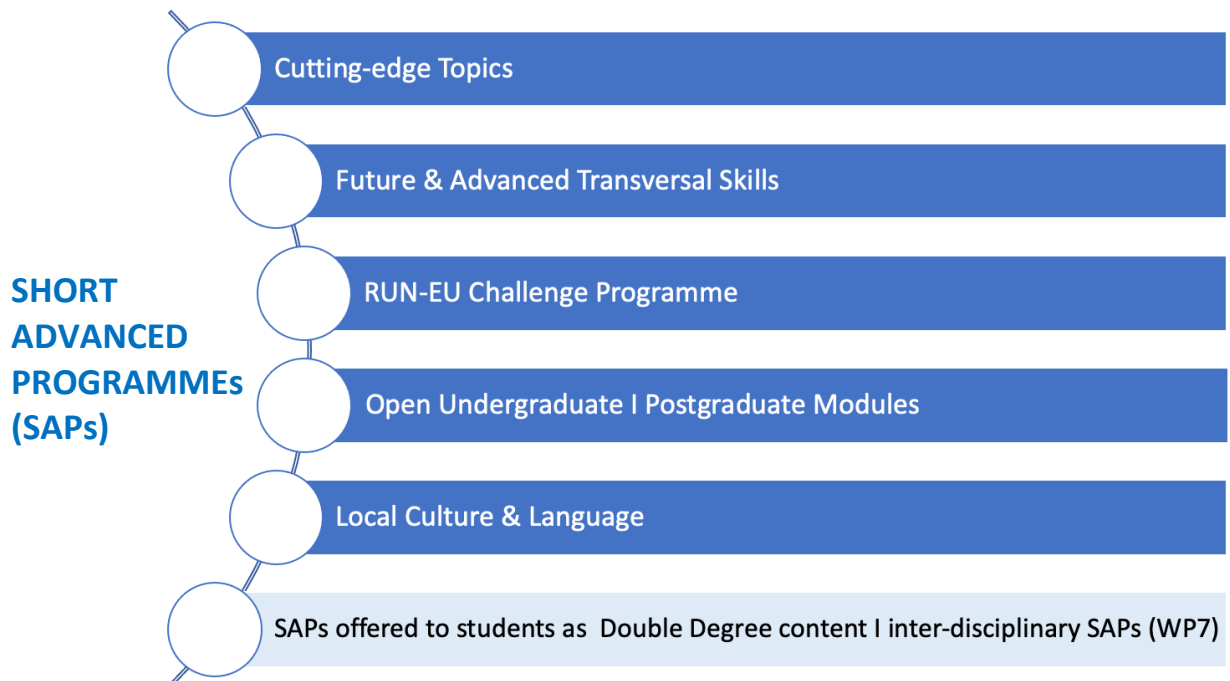 Cutting-edge Topics
Future & Advanced Transversal Skills
RUN-EU Challenge Programme
SHORT
ADVANCED
PROGRAMMEs
(SAPs)
Open Undergraduate I Postgraduate Modules
Local Culture & Language
SAPs offered to students as  Double Degree content I inter-disciplinary SAPs (WP7)